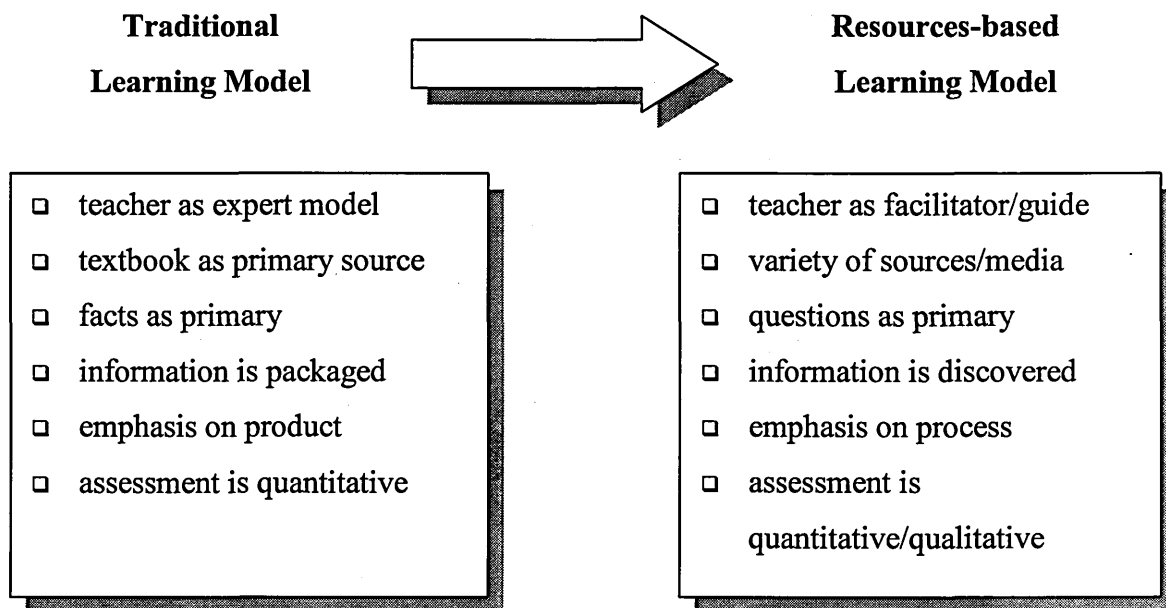 Traditional
Learning Model
Resources-based
Learning Model
teacher as expert model
textbook as primary source
facts as primary
information is packaged
emphasis on product
assessment is quantitative
teacher as facilitator/guide
variety of sources/media
questions as primary
information is discovered
emphasis on process
assessment is
quantitative/qualitative